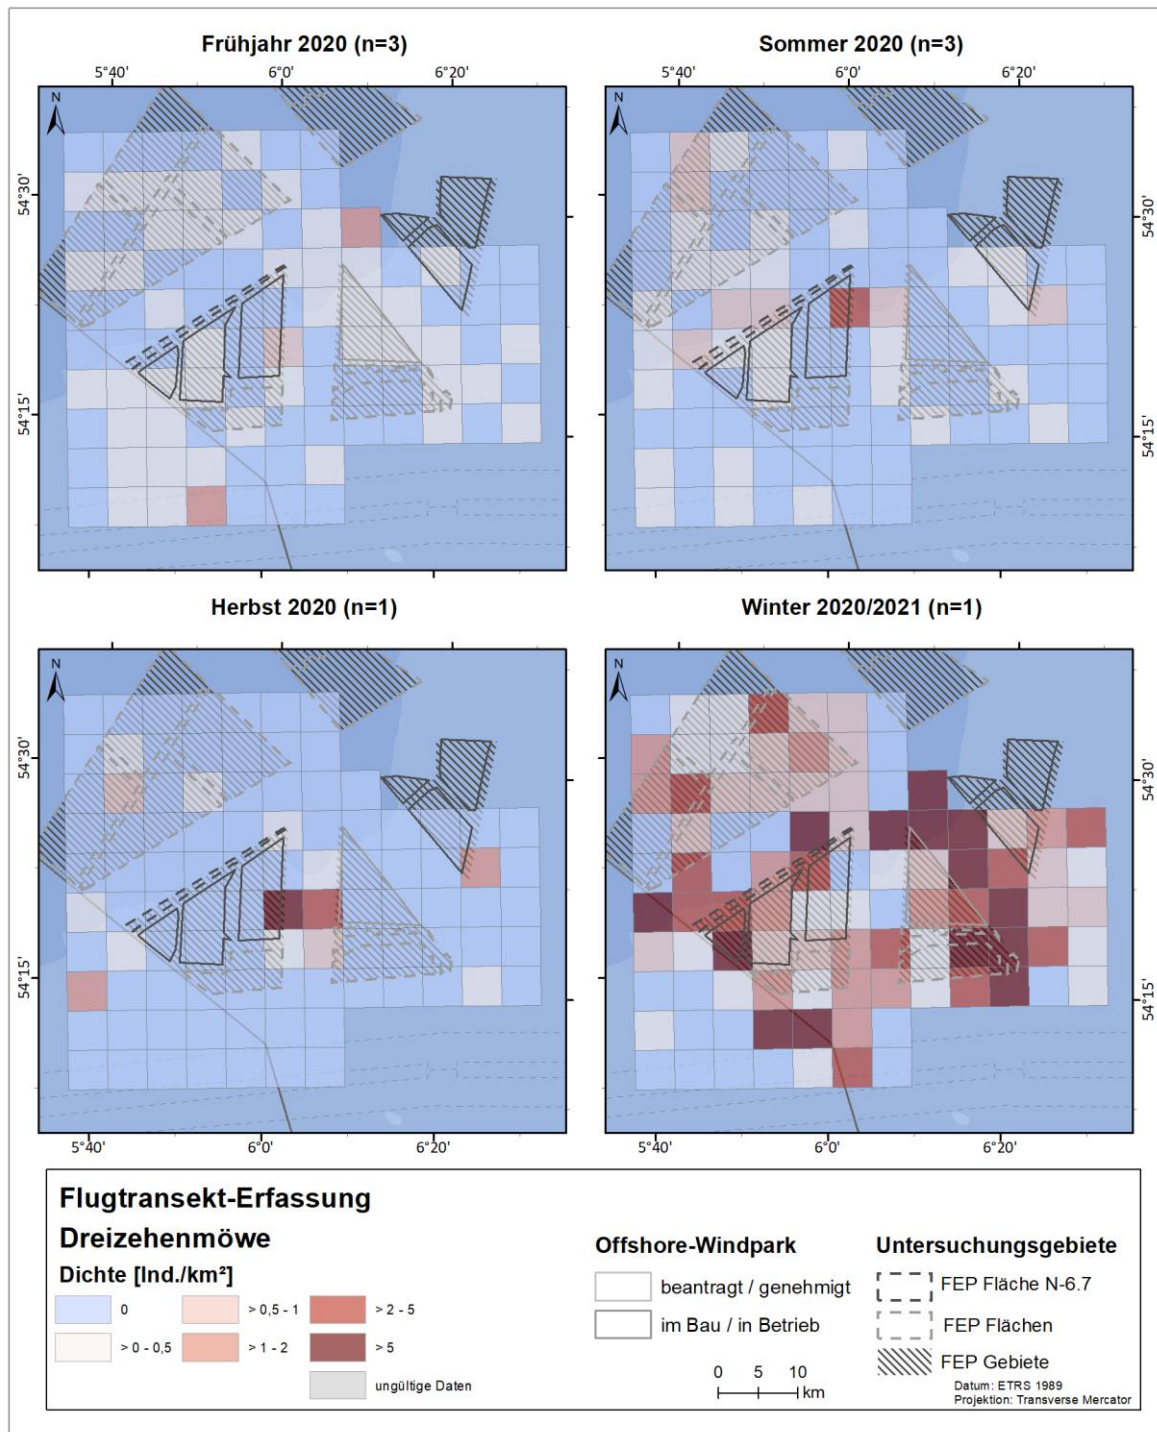 Frühjahr 2020 (n=3)
Sommer 2020 (n=3)
5°40'
6°0'
6°20'
5°40'
6°0'
6°20'
N
N
54°30'
54°30'
54°30'
54°15'
54°15'
54°15'
Herbst 2020 (n=1)
Winter 2020/2021 (n=1)
N
N
54°30'
54°30'
54°15'
54°15'
5°40'
6°0'
6°20'
5°40'
6°0'
6°20'
Flugtransekt-Erfassung
Dreizehenmöwe
Dichte [Ind./km²]
0
> 0 - 0,5
> 0,5 - 1
> 1 - 2
> 2 - 5
> 5
ungültige Daten
Offshore-Windpark
beantragt / genehmigt
im Bau / in Betrieb
0 5 10
km
Untersuchungsgebiete
FEP Fläche N-6.7
FEP Flächen
FEP Gebiete
Datum: ETRS 1989
Projektion: Transverse Mercator